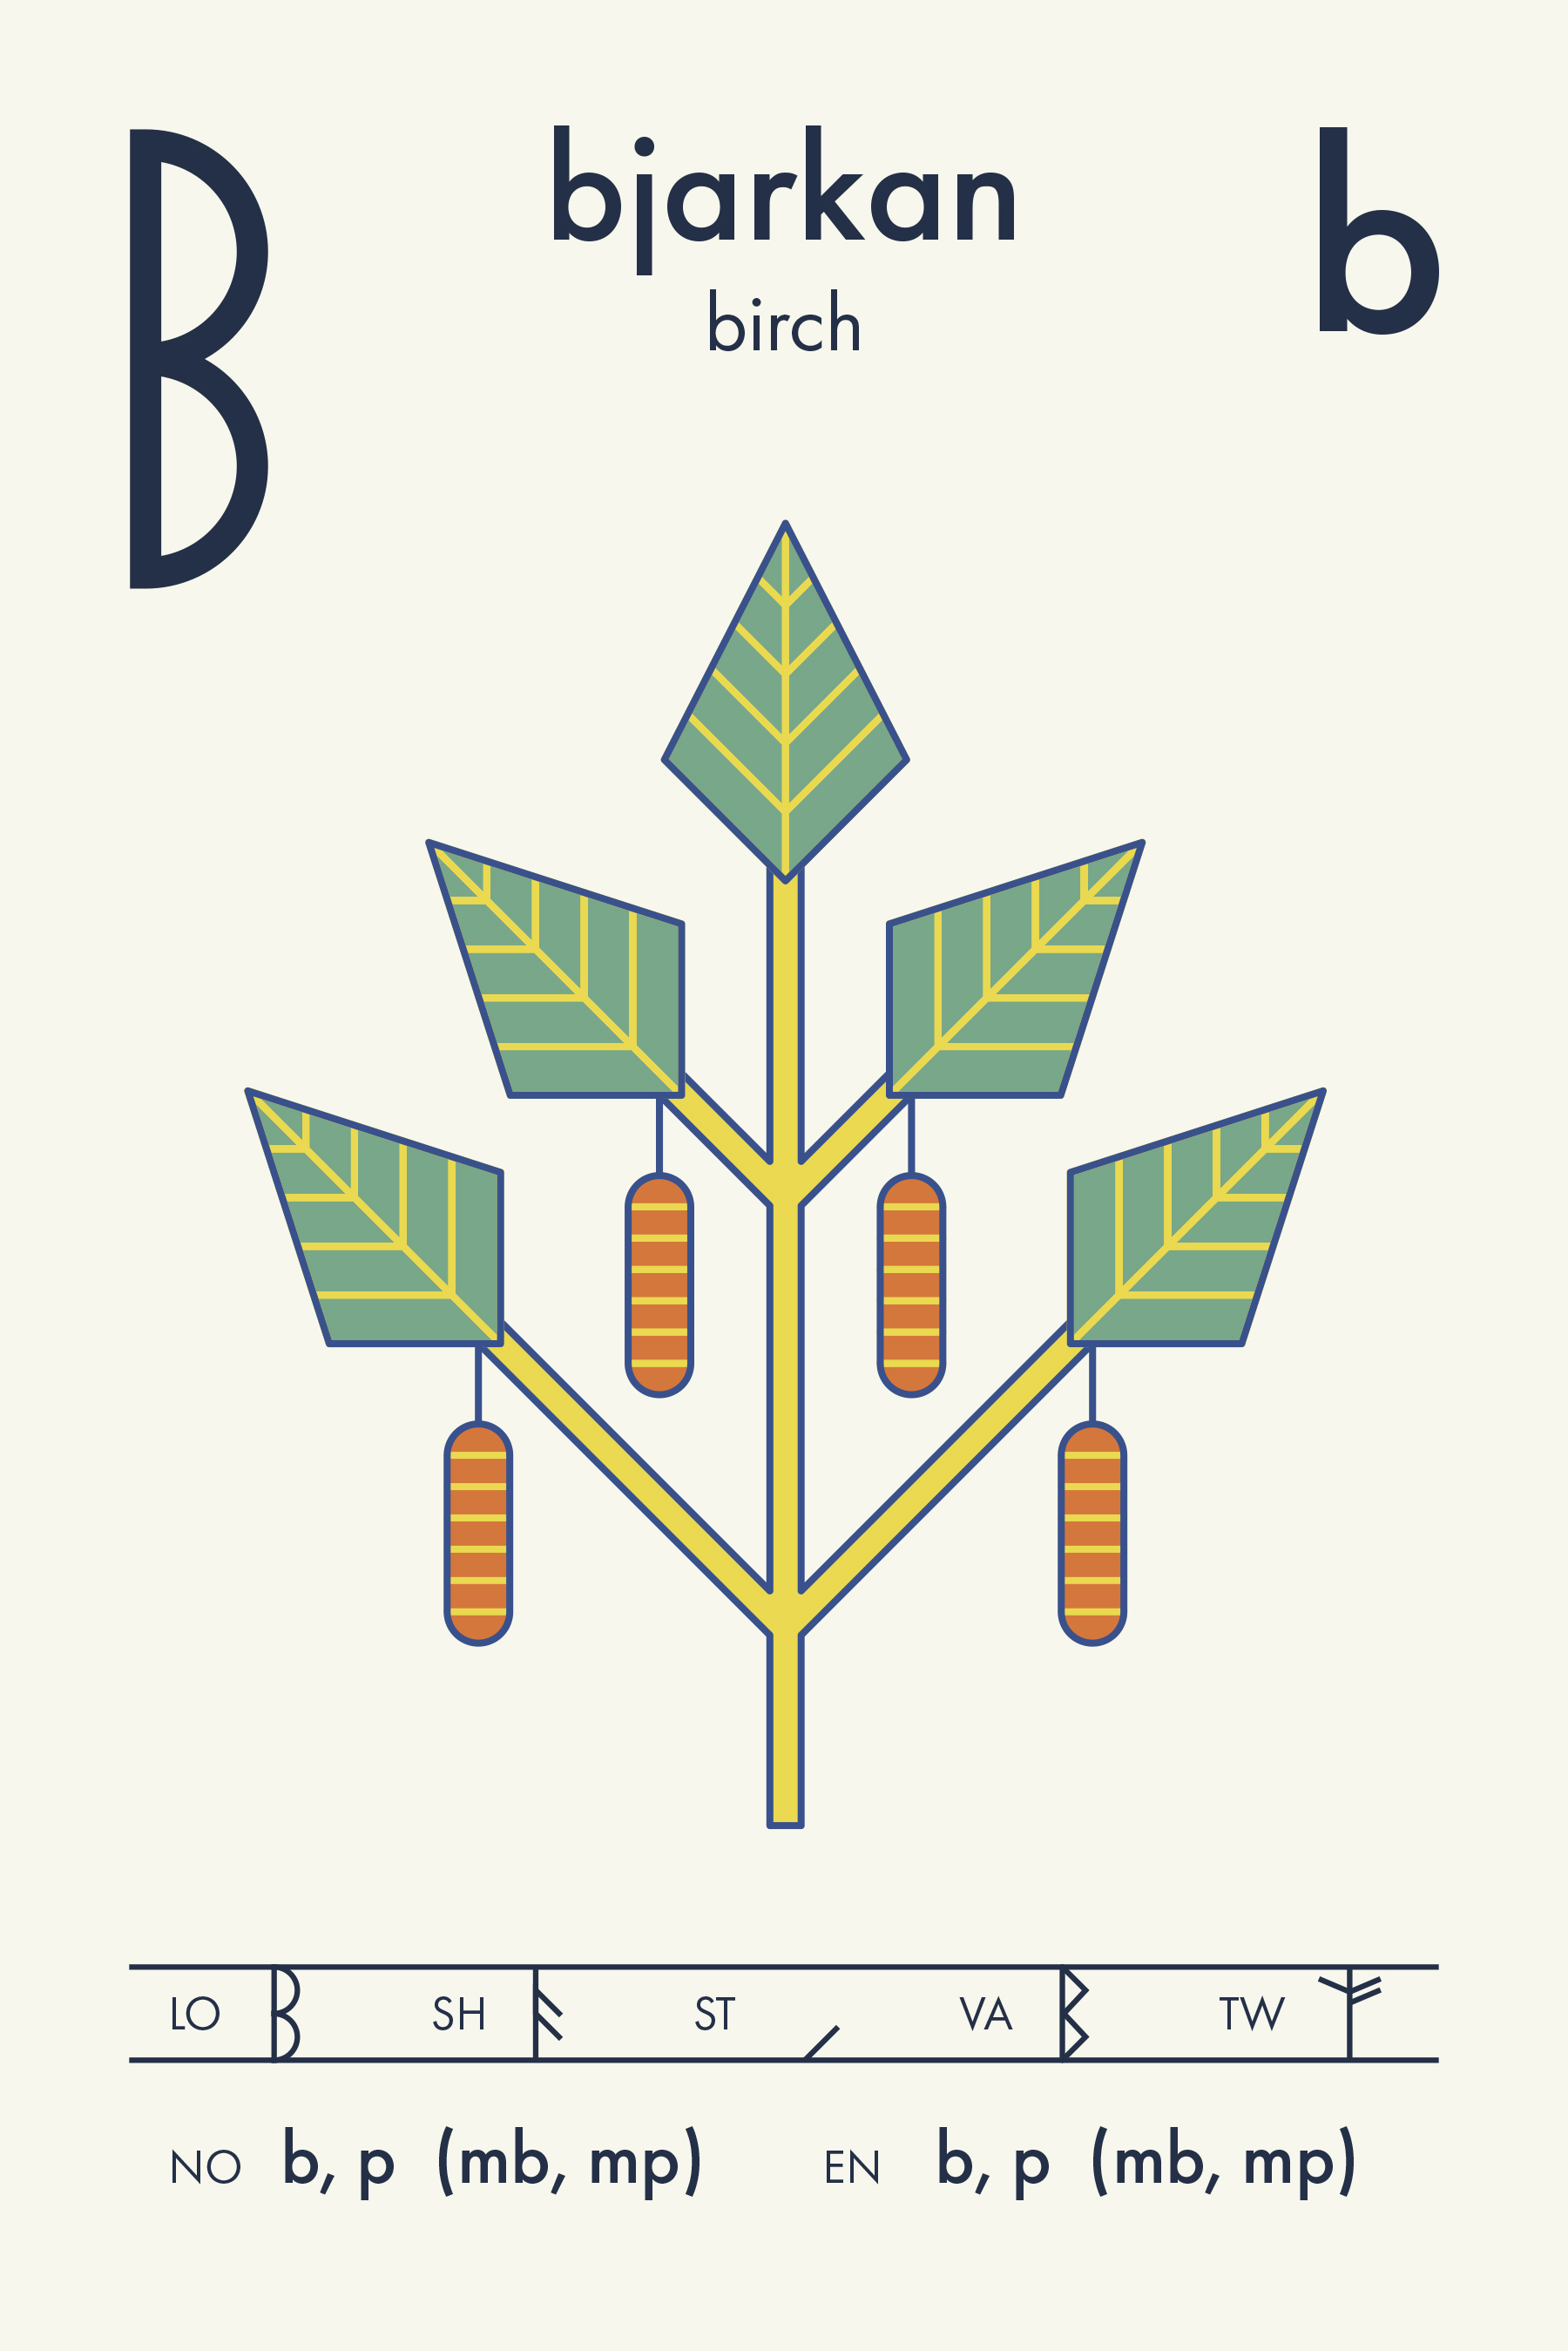 ᛒ bjarkan b
birch
LO ᛒ SH ST VA ᛒ TW
NO b, p (mb, mp) EN b, p (mb, mp)